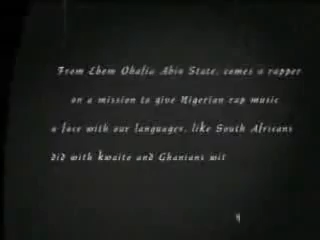 From Ebem Ohafia Abia State, comes a rapper
on a mission to give Nigerian rap music
a face with our languages, like South Africans
did with kwaito and Ghanians wit